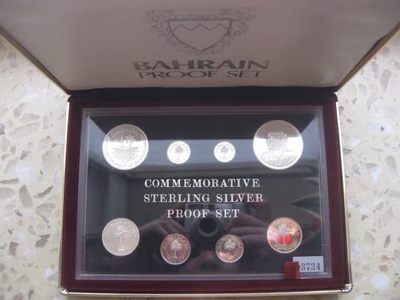 BAHRAIN
PROOF SET
COMMEMORATIVE
STERLING SILVER
PROOF SET
3724